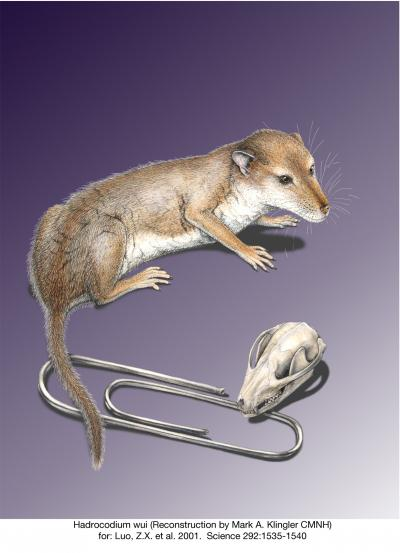 Hadrocodium wui (Reconstruction by Mark A. Klingler CMNH)
for: Luo, Z.X. et al. 2001.  Science 292:1535-1540